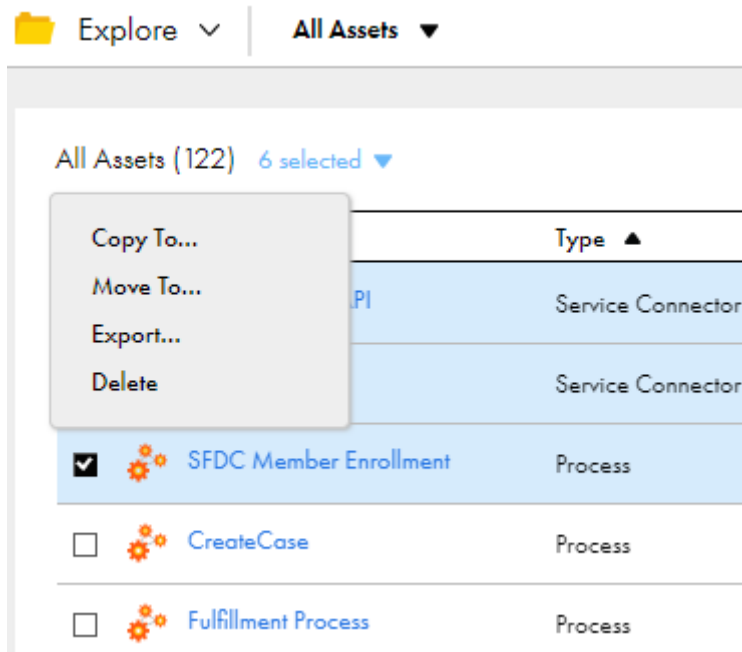 Explore
All Assets
All Assets (122) 6 selected
Copy To...
Move To...
Export...
Delete
Type
PI
Service Connector
Service Connector
SFDC Member Enrollment Process
CreateCase Process
Fulfillment Process Process